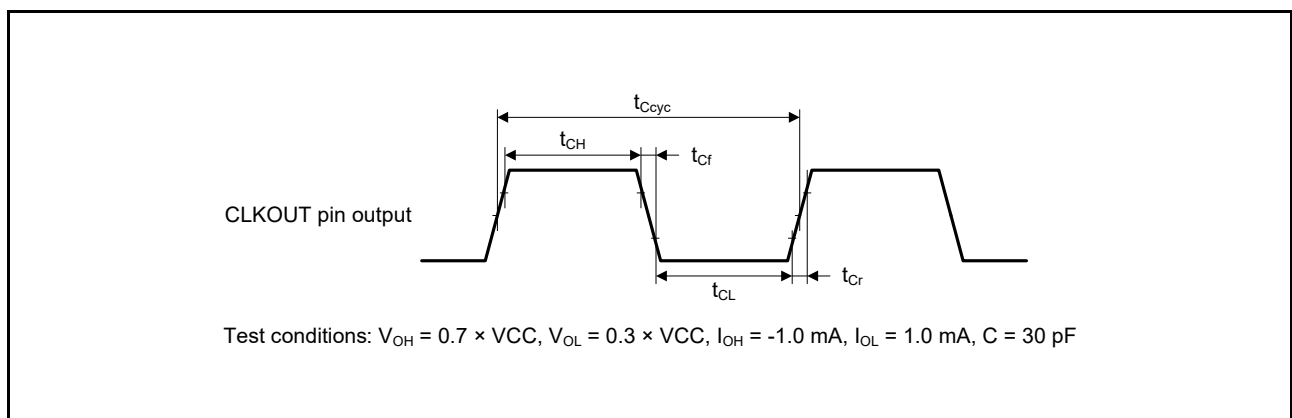 tCcyc
tCH
tCf
CLKOUT pin output
tCr
tCL
Test conditions: VOH = 0.7 × VCC, VOL = 0.3 × VCC, IOH = -1.0 mA, IOL = 1.0 mA, C = 30 pF